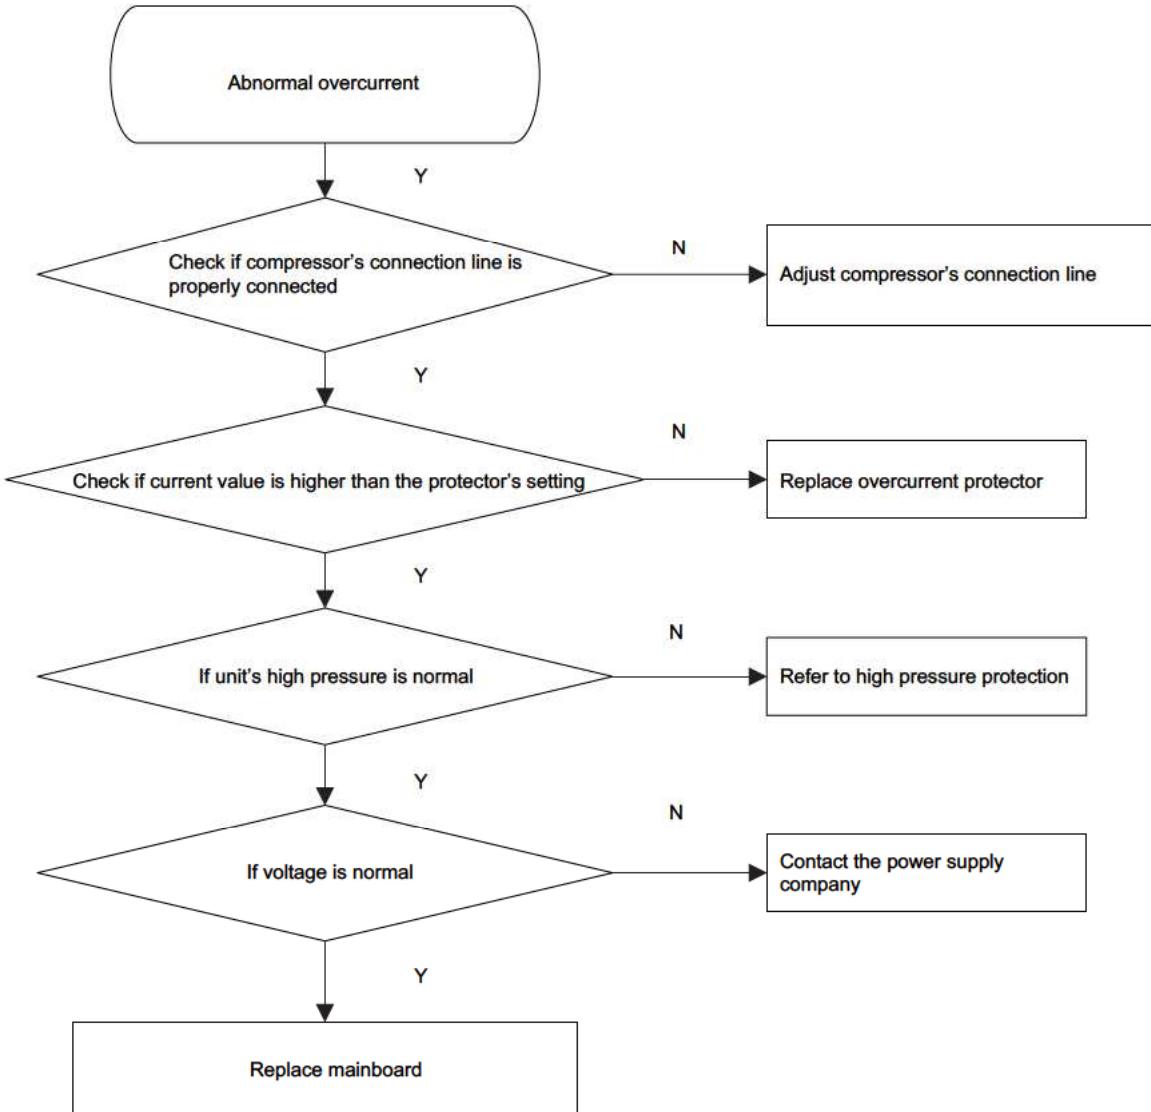 Abnormal overcurrent
Y
Check if compressor's connection line is
properly connected
N
Adjust compressor's connection line
Y
Check if current value is higher than the protector's setting
N
Replace overcurrent protector
Y
If unit's high pressure is normal
N
Refer to high pressure protection
Y
If voltage is normal
N
Contact the power supply
company
Y
Replace mainboard